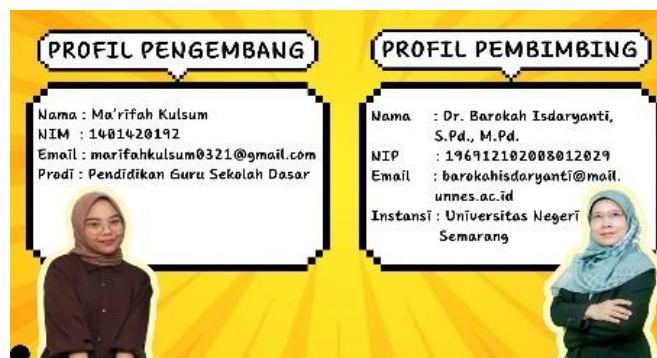 PROFIL PENGEMBANG
Nama : Ma'rifah Kulsum
NIM : 1401420192
Email : marifahkulsum0321@gmail.com
Prodi : Pendidikan Guru Sekolah Dasar
PROFIL PEMBIMBING
Nama : Dr. Barokah Isdaryanti,
S.Pd., M.Pd.
NIP : 196912102008012029
Email : barokahisdaryanti@mail.
unnes.ac.id
Instansi : Universitas Negeri
Semarang